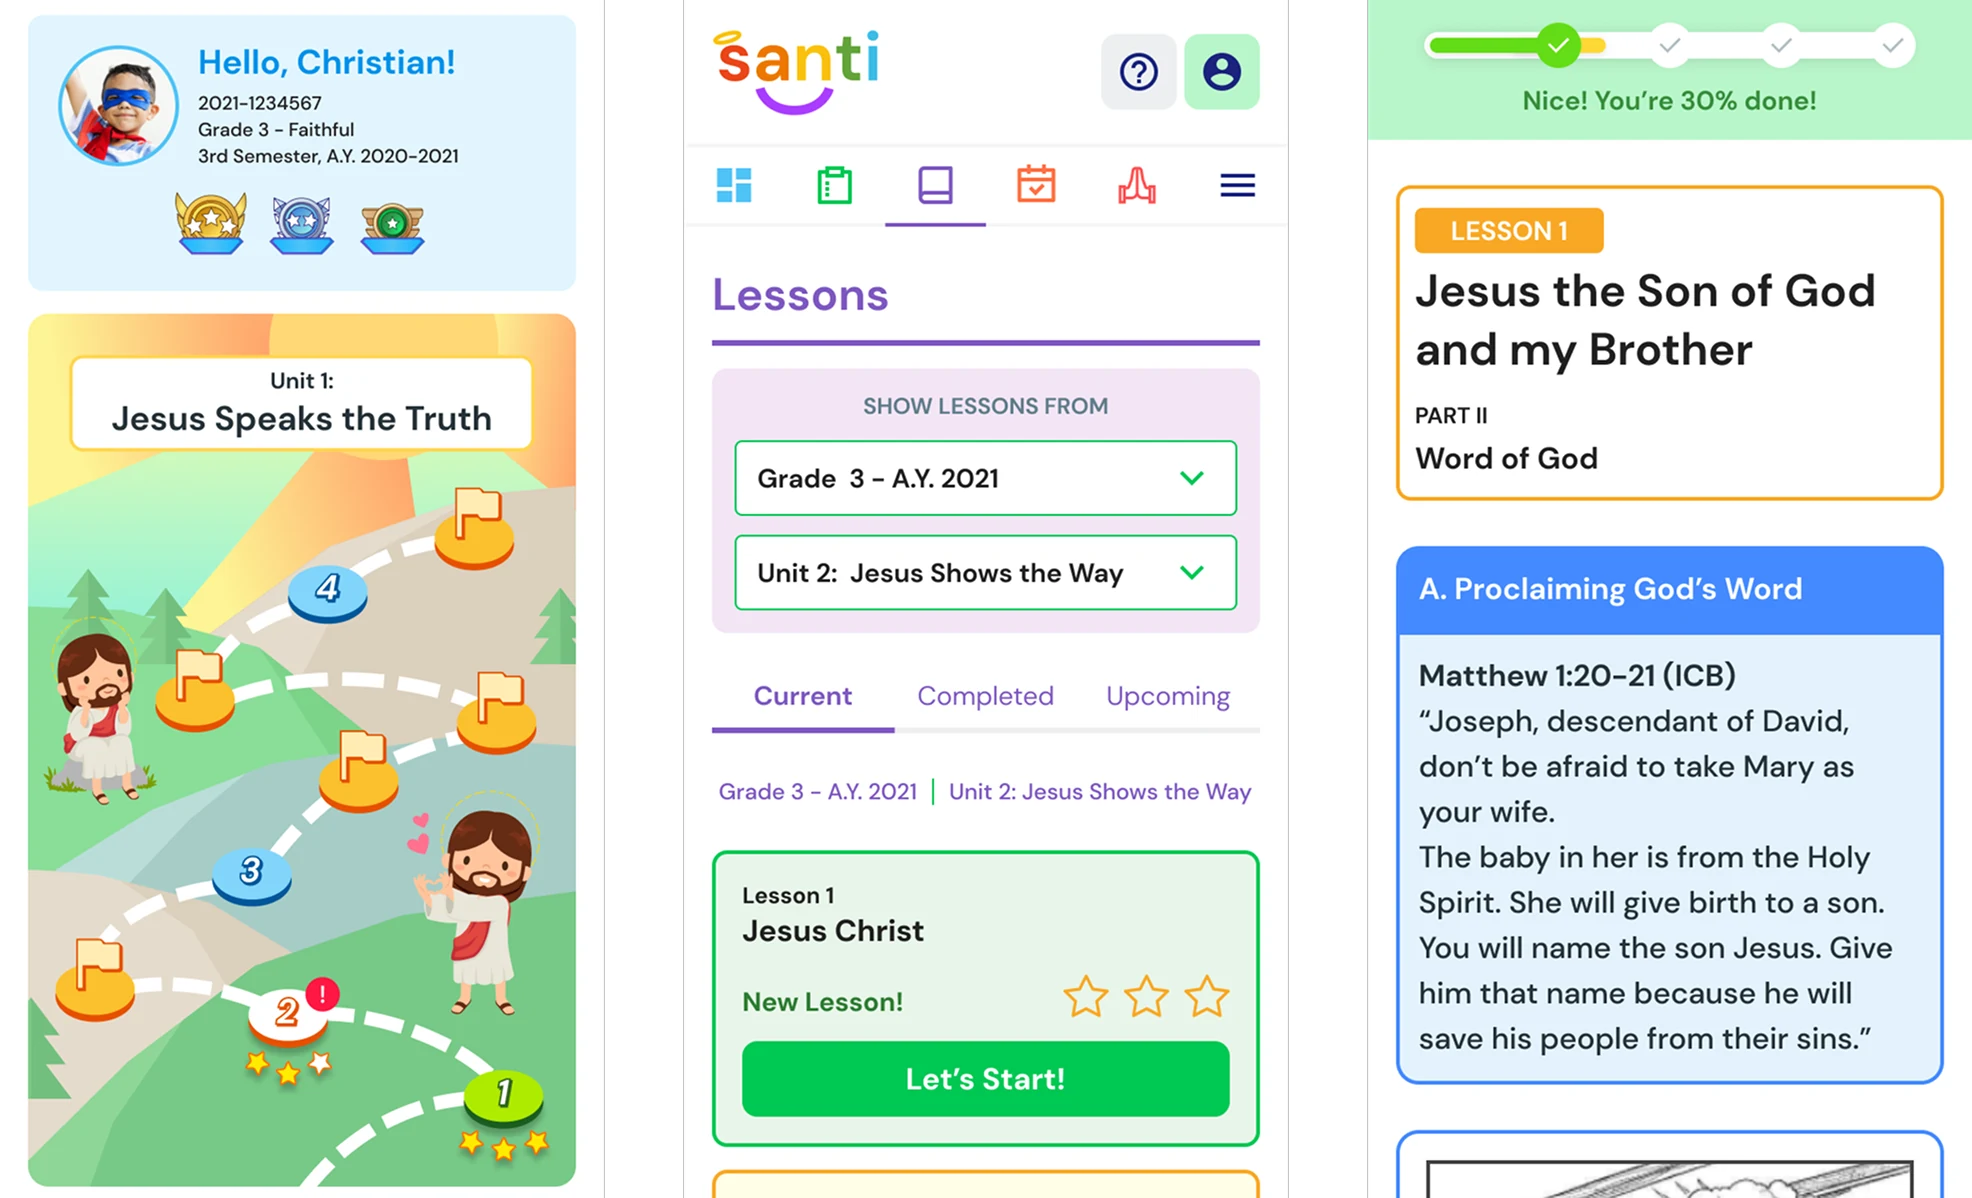 Hello, Christian!
2021-1234567
Grade 3 - Faithful
3rd Semester, A.Y. 2020-2021
Unit 1:
Jesus Speaks the Truth
4
3
2
!
1
santi
?
Lessons
SHOW LESSONS FROM
Grade 3 - A.Y. 2021
Unit 2: Jesus Shows the Way
Current Completed Upcoming
Grade 3 - A.Y. 2021 | Unit 2: Jesus Shows the Way
Lesson 1
Jesus Christ
New Lesson!
Let's Start!
Nice! You're 30% done!
LESSON 1
Jesus the Son of God
and my Brother
PART II
Word of God
A. Proclaiming God's Word
Matthew 1:20-21 (ICB)
"Joseph, descendant of David,
don't be afraid to take Mary as
your wife.
The baby in her is from the Holy
Spirit. She will give birth to a son.
You will name the son Jesus. Give
him that name because he will
save his people from their sins."